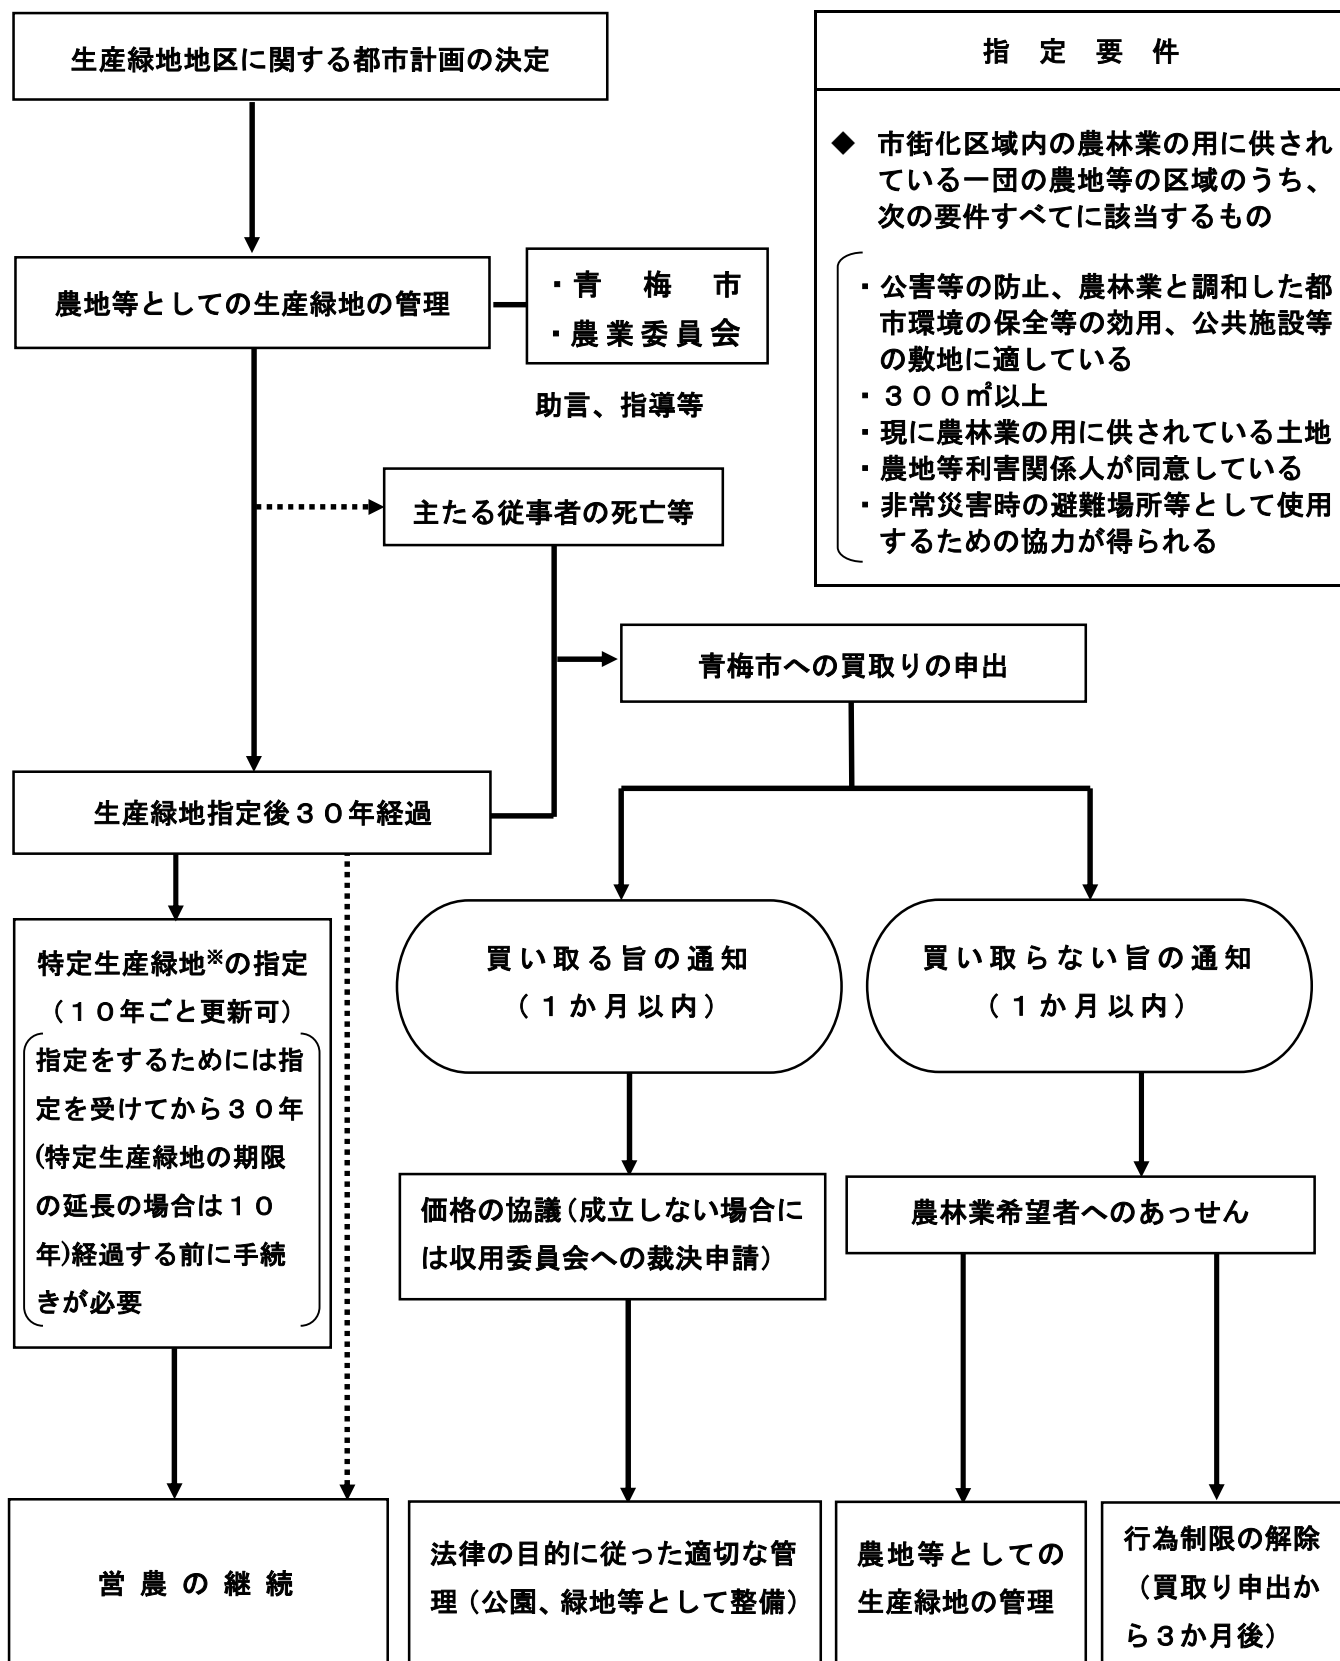 生産緑地地区に関する都市計画の決定
指定要件
◆ 市街化区域内の農林業の用に供され
ている一団の農地等の区域のうち、
次の要件すべてに該当するもの
・公害等の防止、農林業と調和した都
市環境の保全等の効用、公共施設等
の敷地に適している
・３００㎡以上
・現に農林業の用に供されている土地
・農地等利害関係人が同意している
・非常災害時の避難場所等として使用
するための協力が得られる
農地等としての生産緑地の管理
・青梅市
・農業委員会
助言、指導等
主たる従事者の死亡等
青梅市への買取りの申出
生産緑地指定後３０年経過
特定生産緑地※の指定
（１０年ごと更新可）
指定をするためには指
定を受けてから３０年
(特定生産緑地の期限
の延長の場合は１０
年)経過する前に手続
きが必要
買い取る旨の通知
（１か月以内）
買い取らない旨の通知
（１か月以内）
価格の協議（成立しない場合に
は収用委員会への裁決申請）
農林業希望者へのあっせん
営農の継続
法律の目的に従った適切な管
理（公園、緑地等として整備）
農地等としての
生産緑地の管理
行為制限の解除
（買取り申出か
ら３か月後）